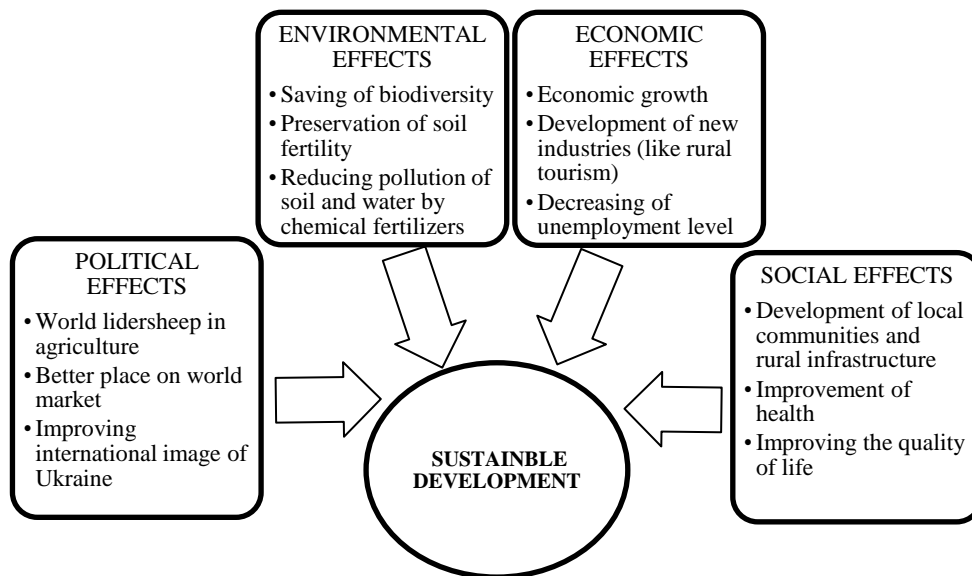 ENVIRONMENTAL
EFFECTS
• Saving of biodiversity
• Preservation of soil
fertility
• Reducing pollution of
soil and water by
chemical fertilizers
ECONOMIC
EFFECTS
• Economic growth
• Development of new
industries (like rural
tourism)
• Decreasing of
unemployment level
POLITICAL
EFFECTS
• World lidersheep in
agriculture
• Better place on world
market
• Improving
international image of
Ukraine
SOCIAL EFFECTS
• Development of local
communities and
rural infrastructure
• Improvement of
health
• Improving the quality
of life
SUSTAINBLE
DEVELOPMENT